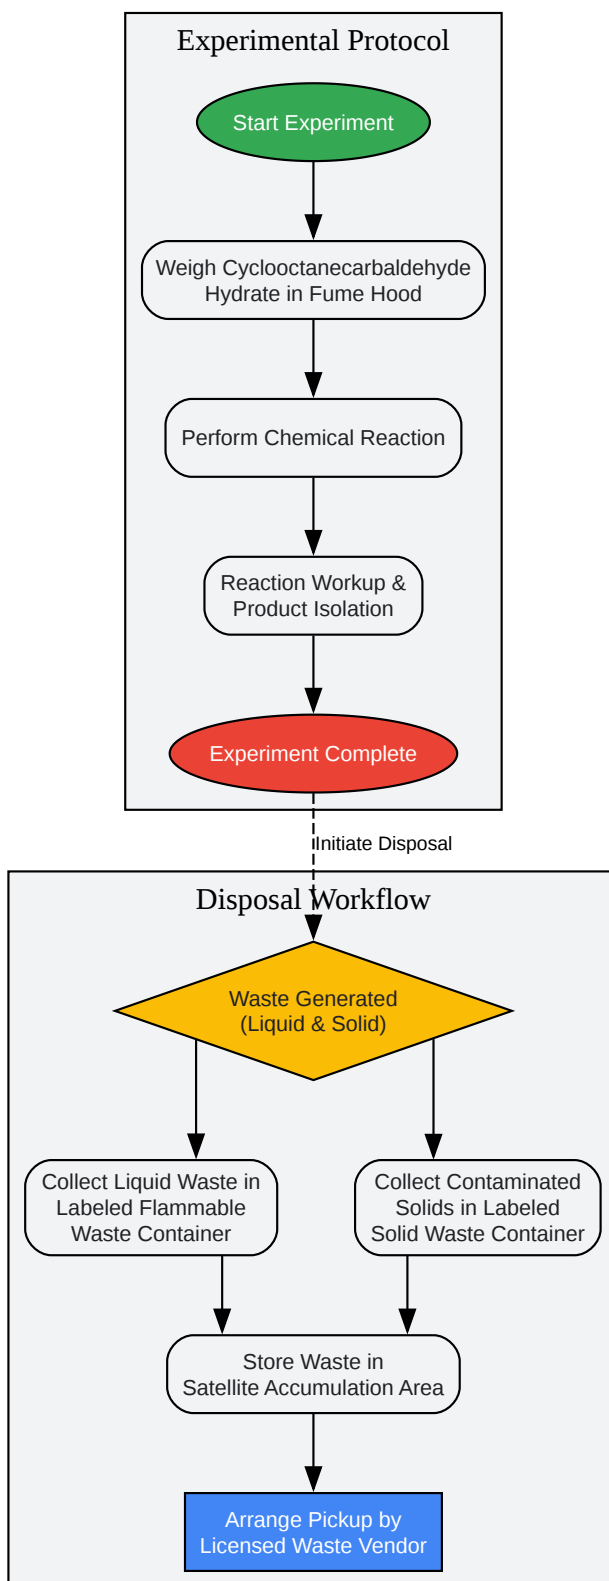 Experimental Protocol
Start Experiment
Weigh Cyclooctanecarbaldehyde
Hydrate in Fume Hood
Perform Chemical Reaction
Reaction Workup &
Product Isolation
Experiment Complete
Initiate Disposal
Disposal Workflow
Waste Generated
(Liquid & Solid)
Collect Liquid Waste in
Labeled Flammable
Waste Container
Collect Contaminated
Solids in Labeled
Solid Waste Container
Store Waste in
Satellite Accumulation Area
Arrange Pickup by
Licensed Waste Vendor